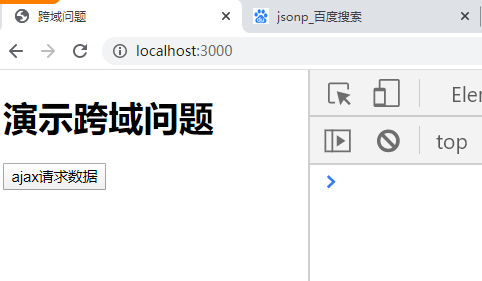 跨域问题
jsonp_百度搜索
localhost:3000
演示跨域问题
ajax请求数据
Eler
top